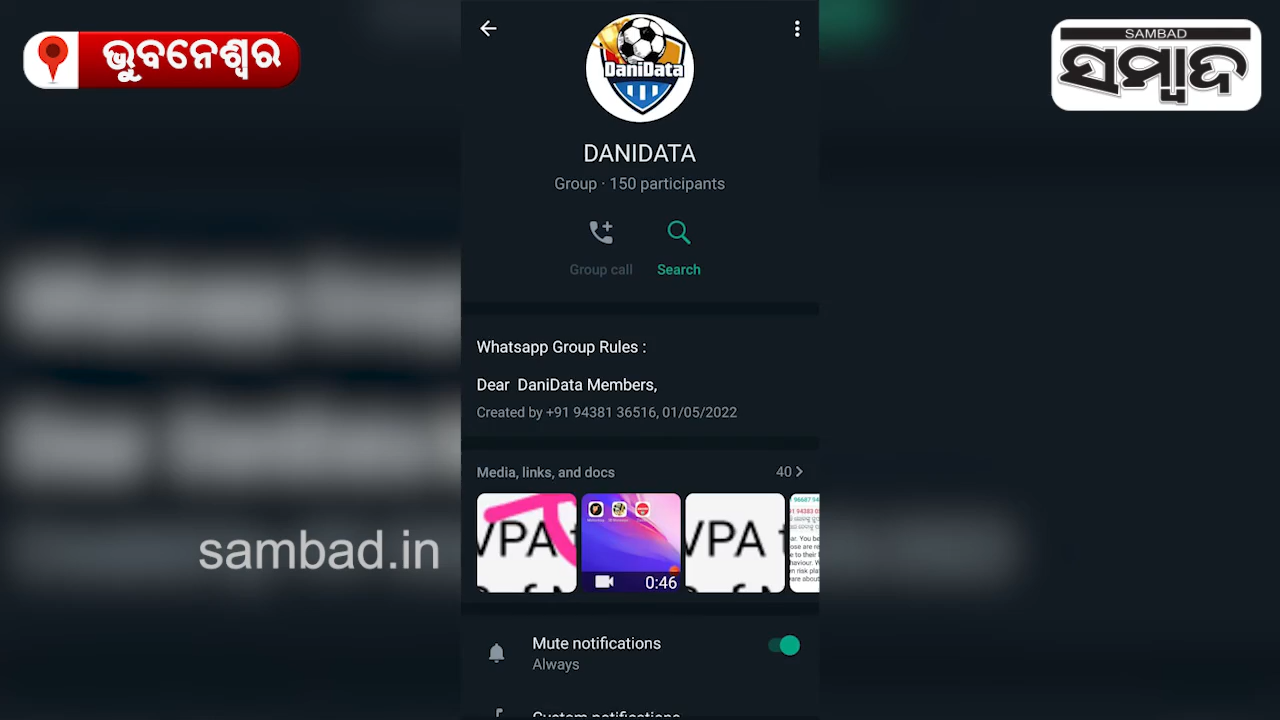 ଭୁବନେଶ୍ୱର
SAMBAD
ସମ୍ବାଦ
DaniData
DANIDATA
Group · 150 participants
Group call
Search
Whatsapp Group Rules :
Dear DaniData Members,
Created by +91 94381 36516, 01/05/2022
Media, links, and docs
40
VPA
0:46
VPA
sambad.in
Mute notifications
Always
Custom notifications